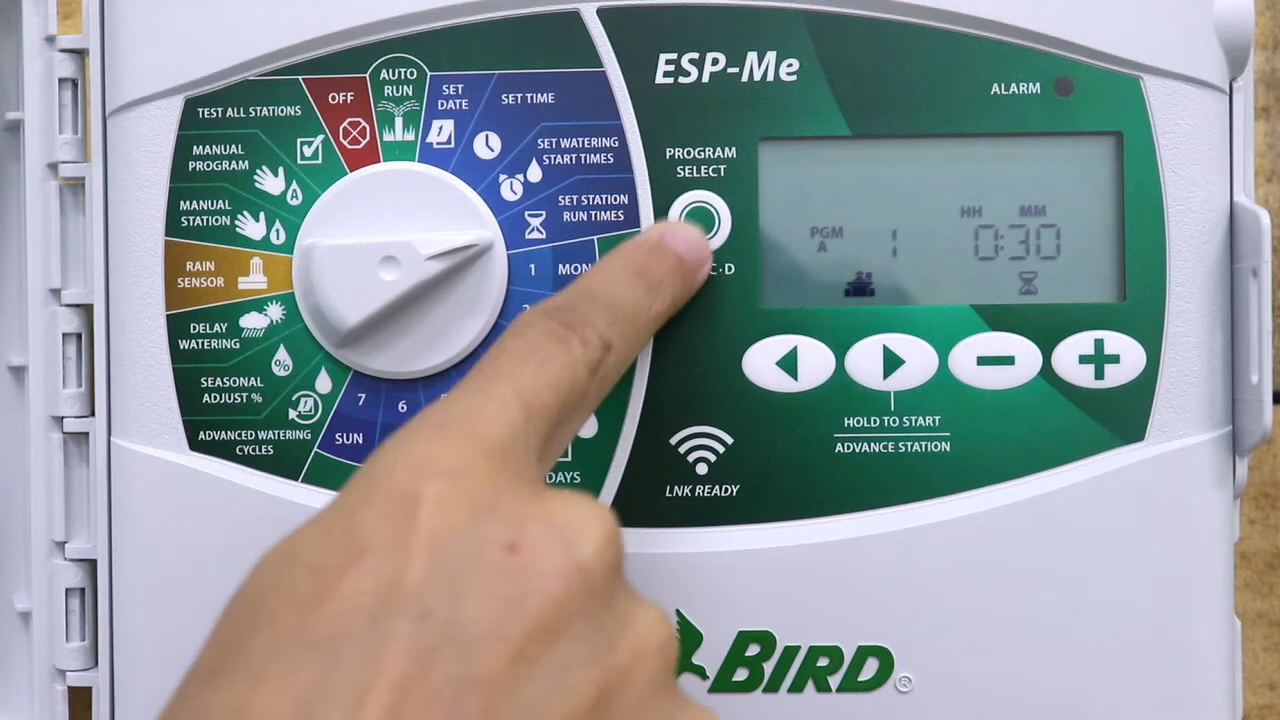 ESP-Me
ALARM
AUTO
RUN
OFF
SET
DATE
SET TIME
TEST ALL STATIONS
SET WATERING
START TIMES
MANUAL
PROGRAM
A
SET STATION
RUN TIMES
MANUAL
STATION
1
1 MON
RAIN
SENSOR
DELAY
WATERING
%
SEASONAL
ADJUST %
ADVANCED WATERING
CYCLES
7
SUN
6
DAYS
PROGRAM
SELECT
C·D
PGM
A
1
HH MM
0:30
HOLD TO START
ADVANCE STATION
LNK READY
BIRD®